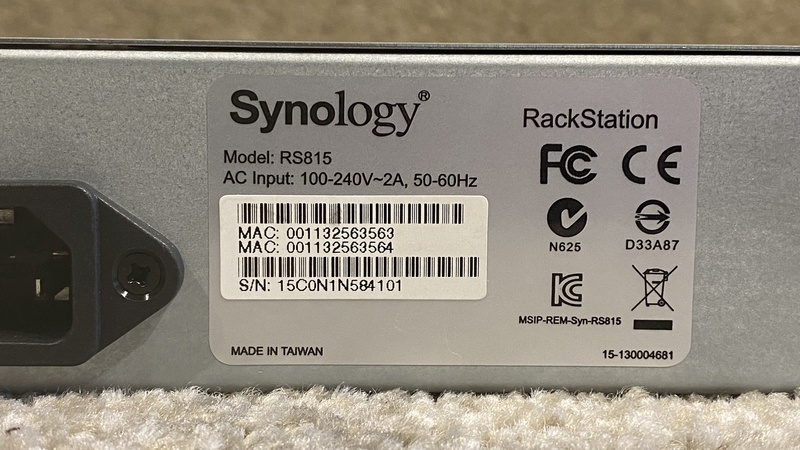 Synology®
RackStation
Model: RS815
AC Input: 100-240V~2A, 50-60Hz
FC CE
MAC: 001132563563
MAC: 001132563564
N625
D33A87
S/N: 15C0N1N584101
MSIP-REM-Syn-RS815
MADE IN TAIWAN
15-130004681